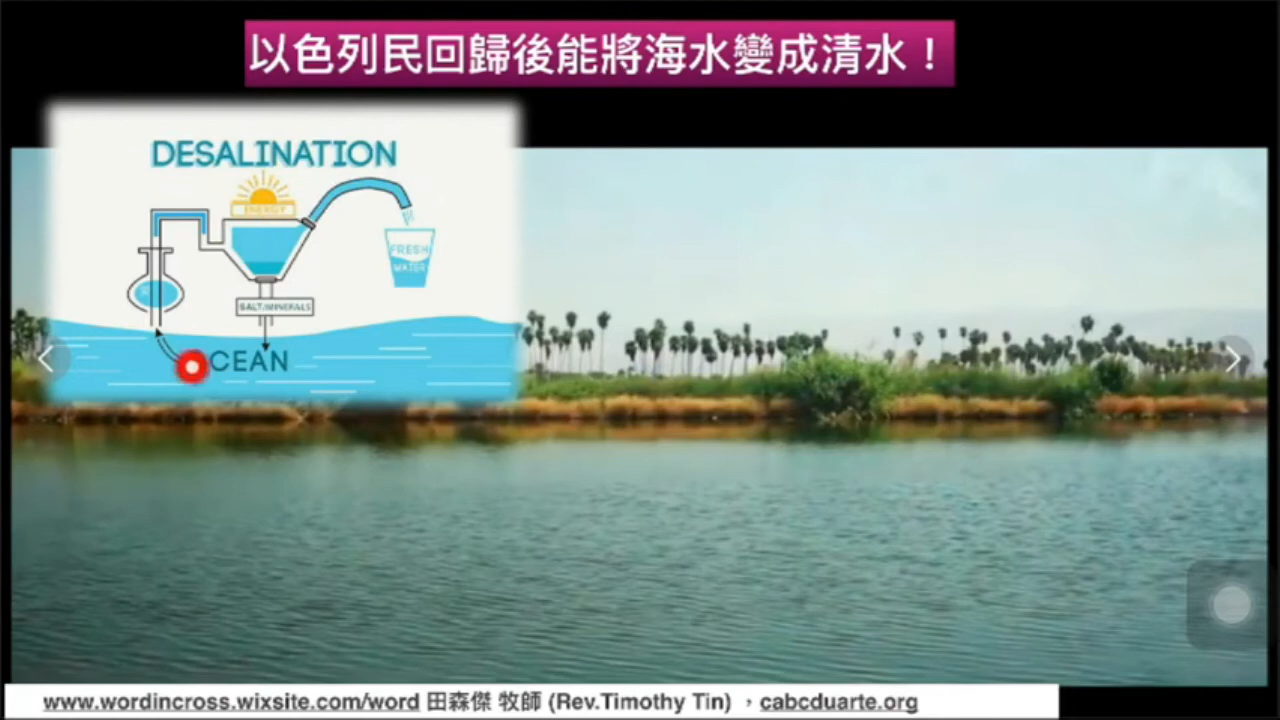 以色列民回歸後能將海水變成清水！
DESALINATION
ENERGY
FRESH
WATER
SALT/MINERALS
CEAN
www.wordincross.wixsite.com/word 田森傑 牧師 (Rev.Timothy Tin) ，cabcduarte.org